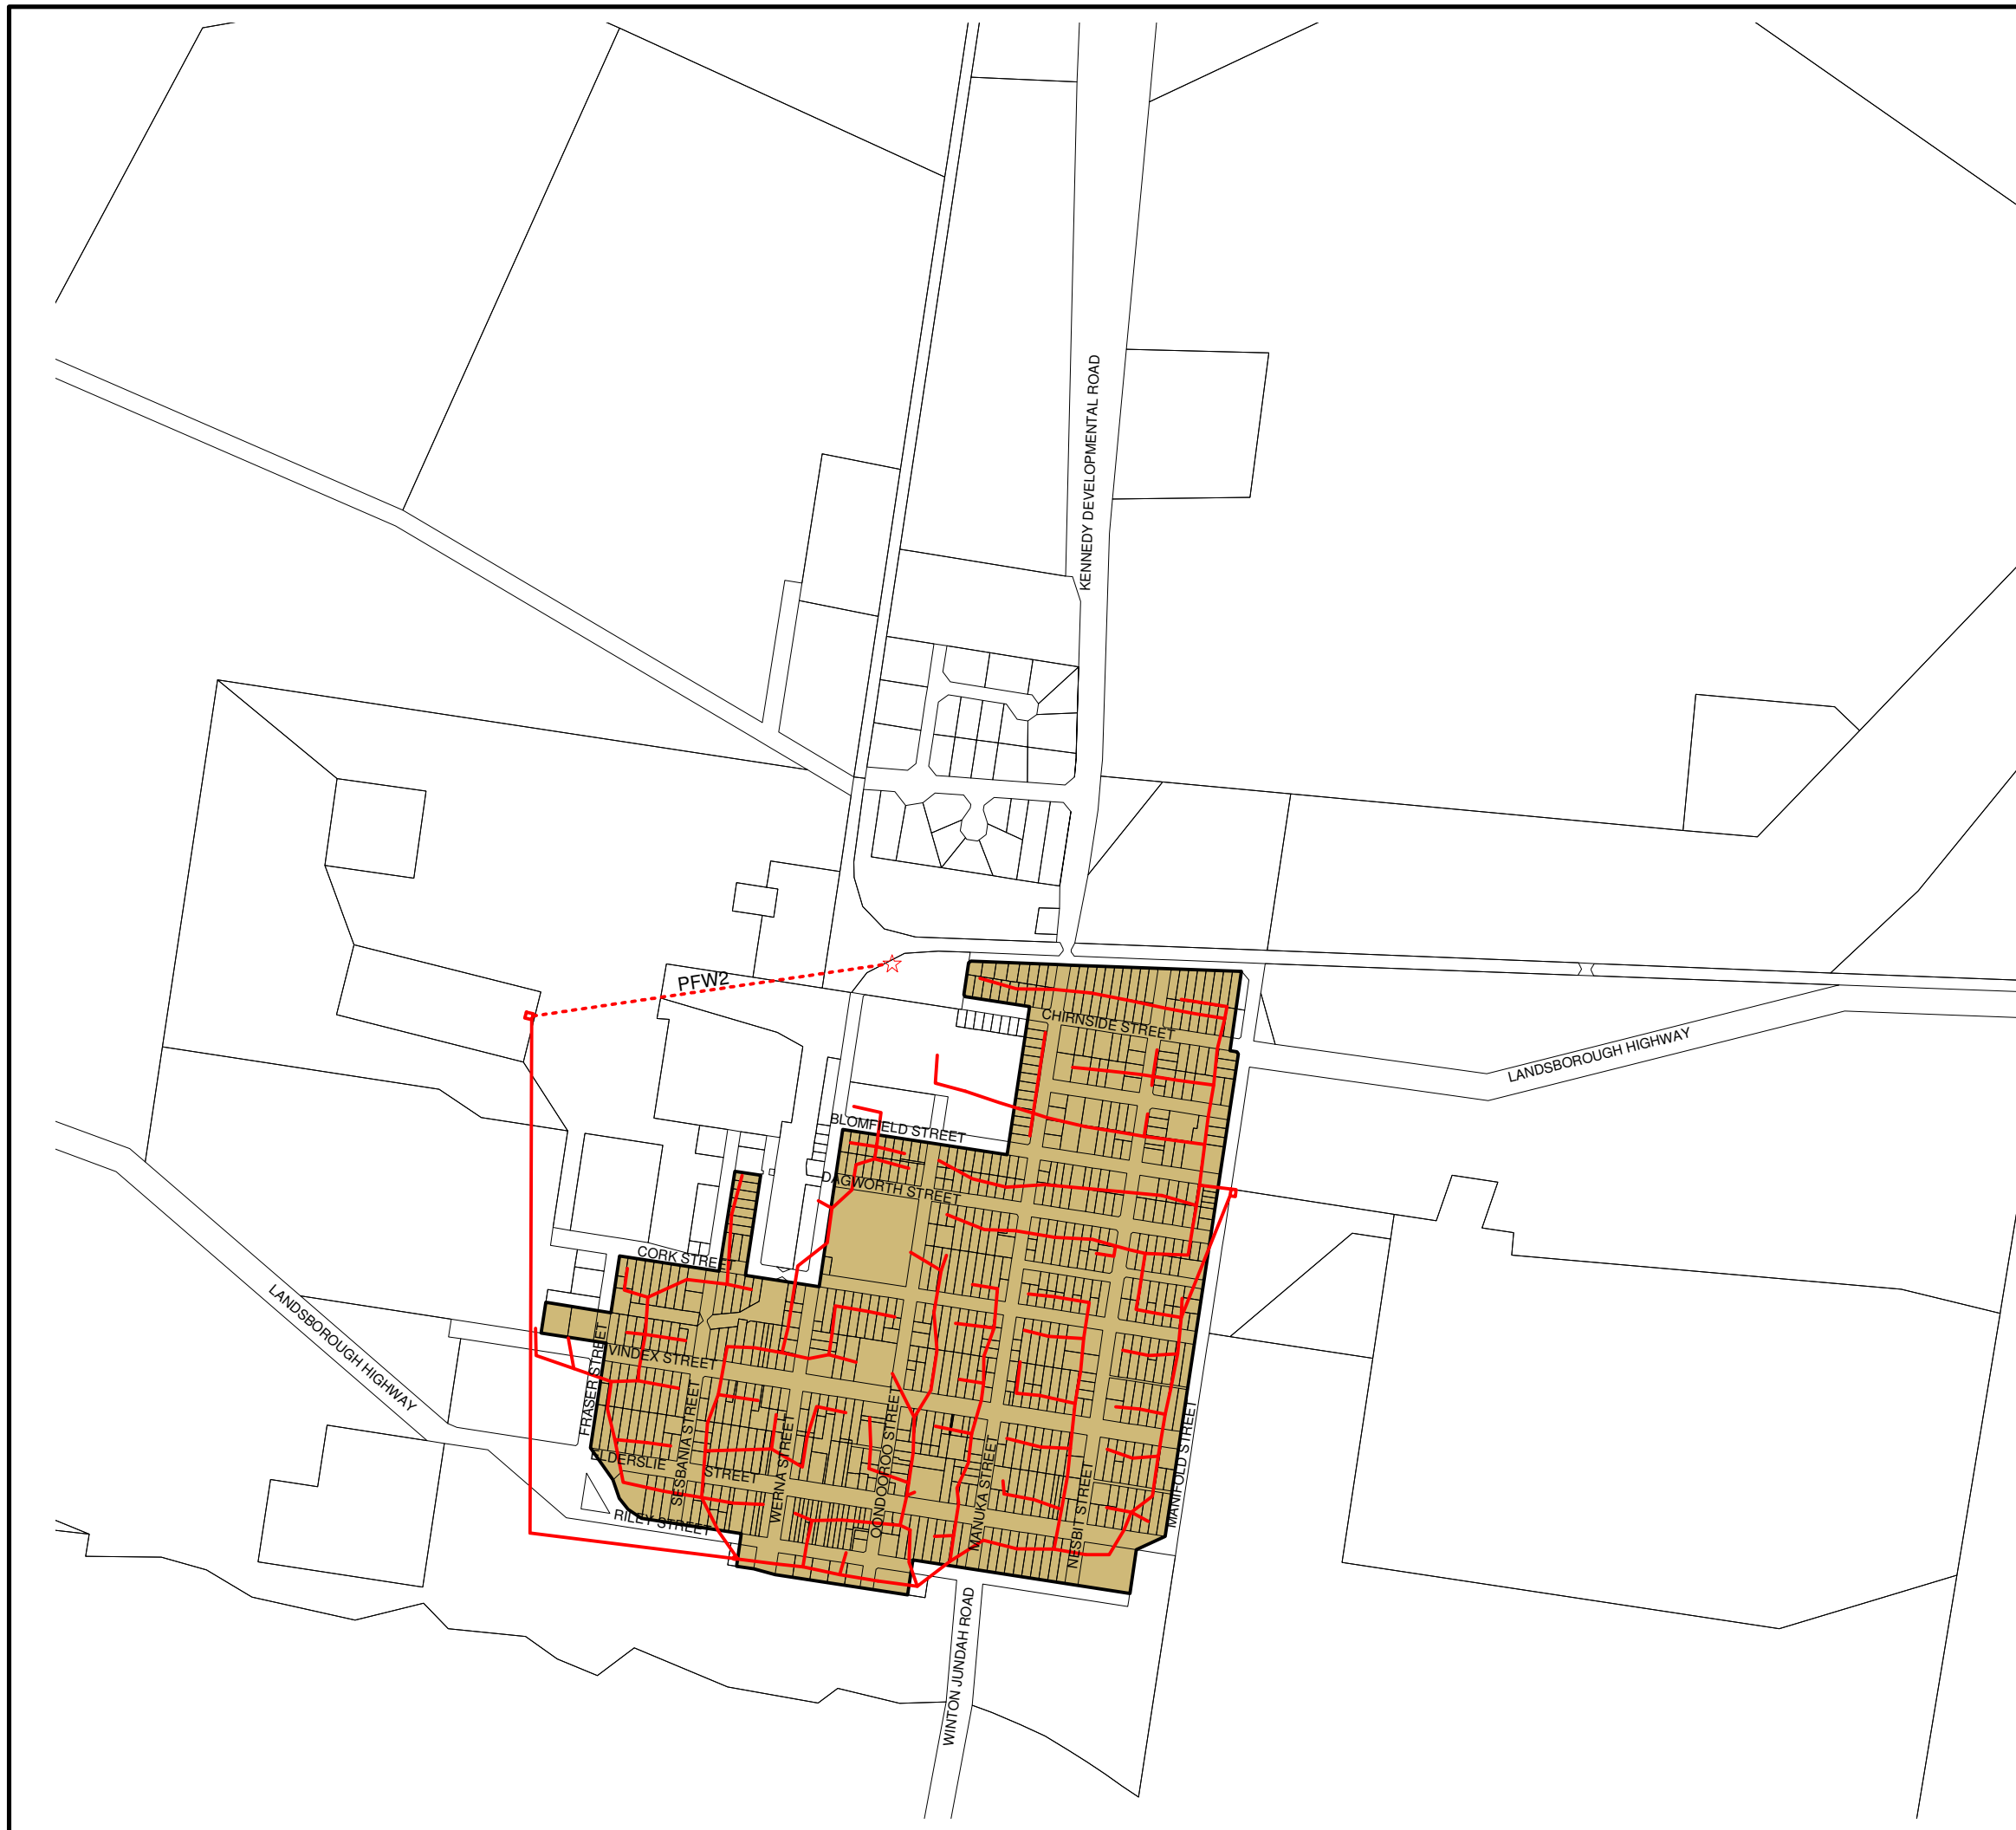 KENNEDY DEVELOPMENTAL ROAD
PFW2
CHIRNSIDE STREET
LANDSBOROUGH HIGHWAY
BLOMFIELD STREET
DAGWORTH STREET
CORK STREET
LANDSBOROUGH HIGHWAY
FRASER STREET
VINDEX STREET
SESBANIA STREET
WERNA STREET
OONDOOROO STREET
MANUKA STREET
NESBIT STREET
MANIFOLD STREET
ELDERSLIE STREET
RILEY STREET
WINTON JUNDAH ROAD